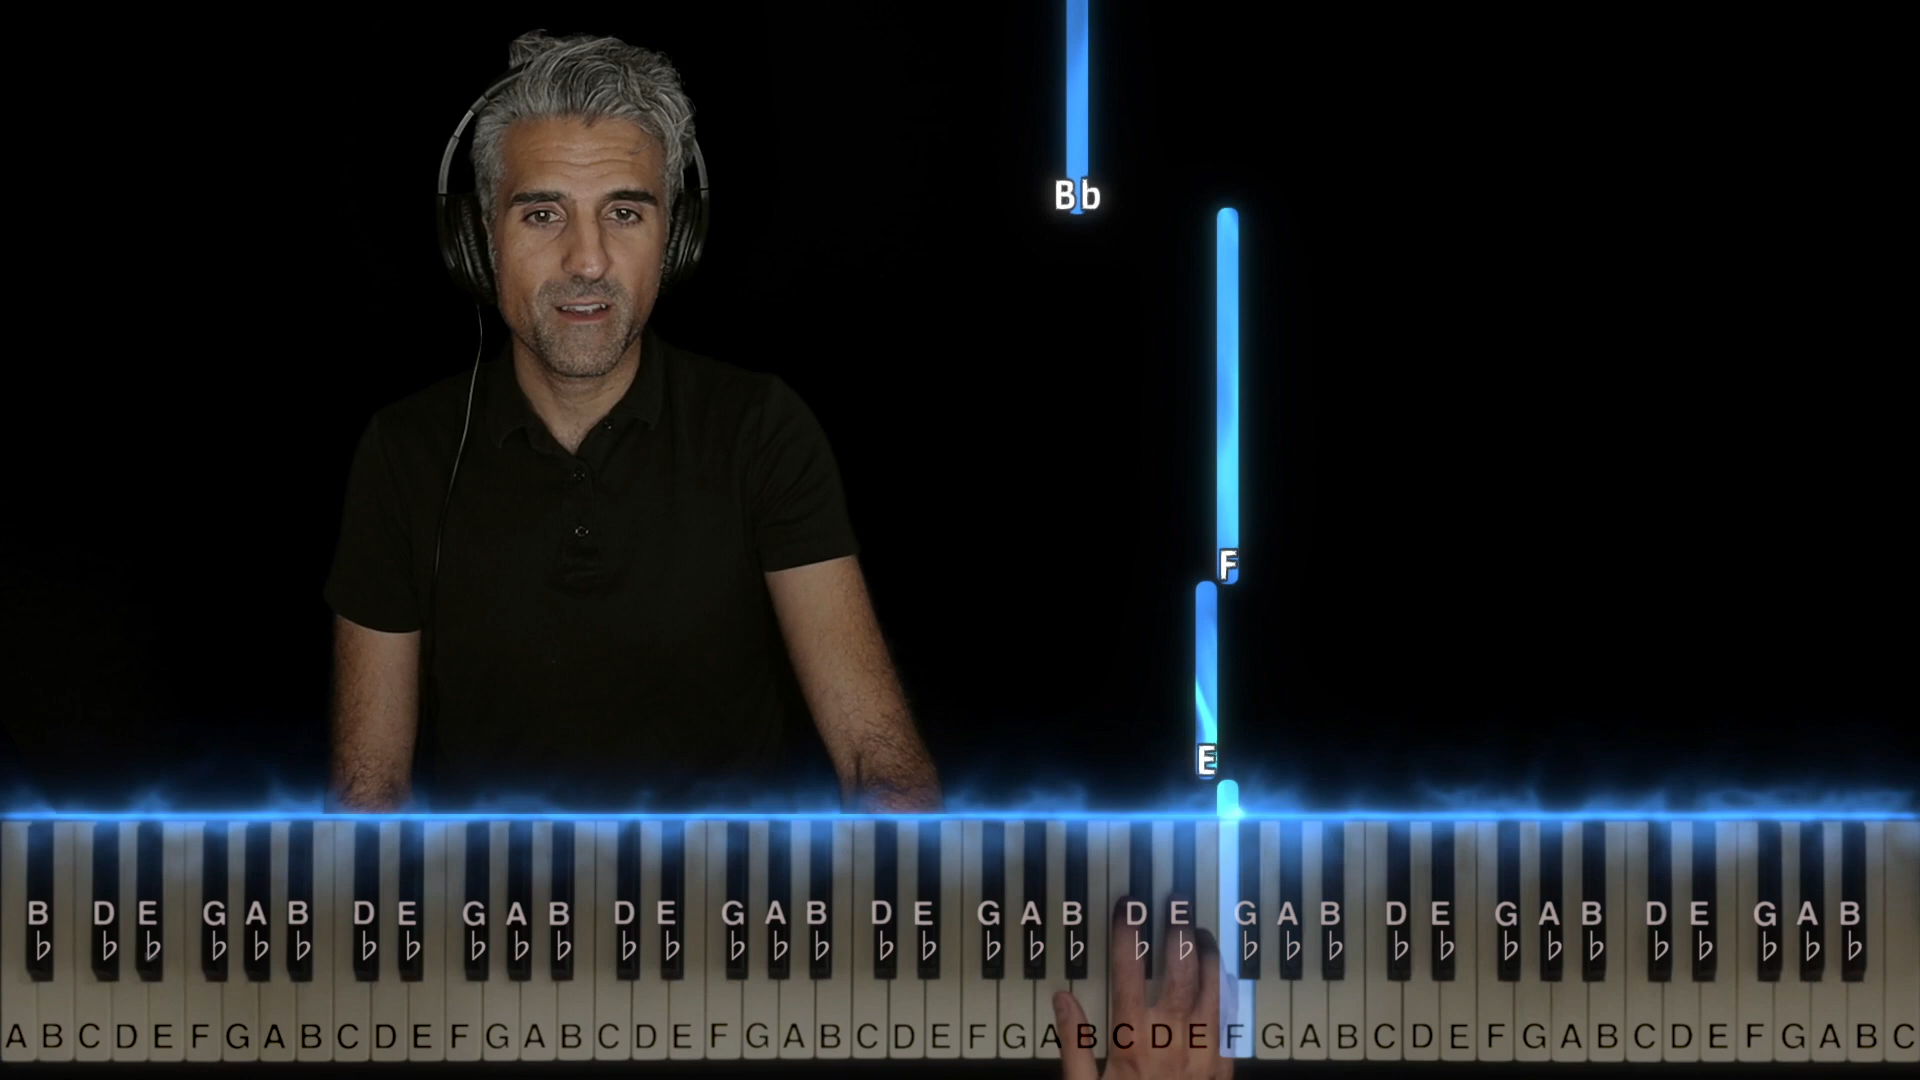 Bb
F
E
B D E G A B D E G A B D E G A B D E G A B D E G A B D E G A B D E G A B
♭ ♭ ♭ ♭ ♭ ♭ ♭ ♭ ♭ ♭ ♭ ♭ ♭ ♭ ♭ ♭ ♭ ♭ ♭ ♭ ♭ ♭ ♭ ♭ ♭ ♭ ♭ ♭ ♭ ♭ ♭ ♭ ♭ ♭ ♭ ♭
A B C D E F G A B C D E F G A B C D E F G A B C D E F G A B C D E F G A B C D E F G A B C D E F G A B C